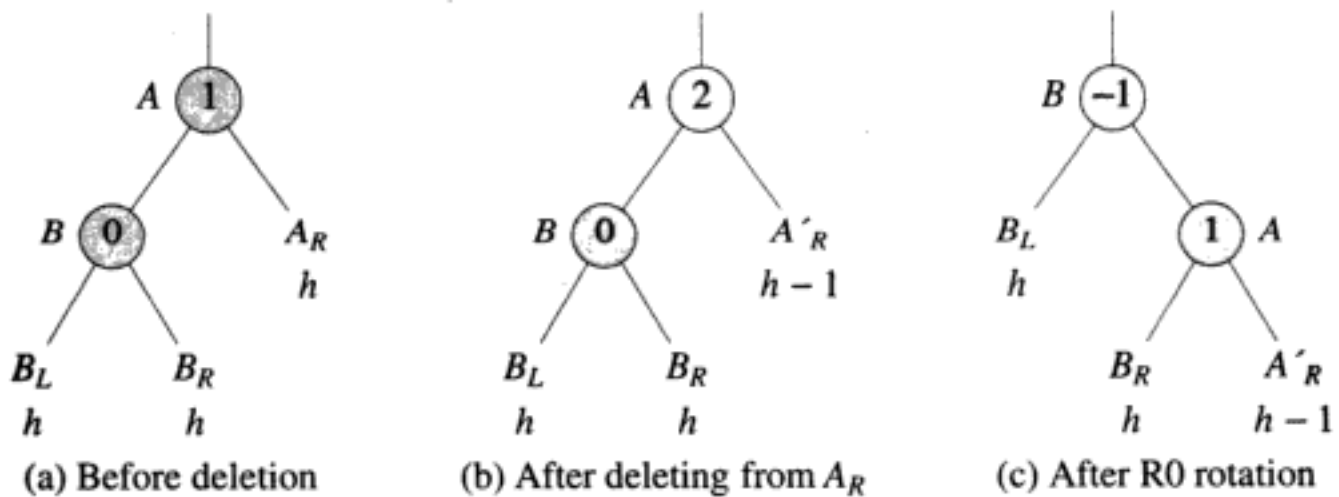 A 1
B 0
A_R
h
B_L
B_R
h
h
(a) Before deletion
A 2
B 0
A′_R
h − 1
B_L
B_R
h
h
(b) After deleting from A_R
B −1
B_L
h
1 A
B_R
A′_R
h
h − 1
(c) After R0 rotation